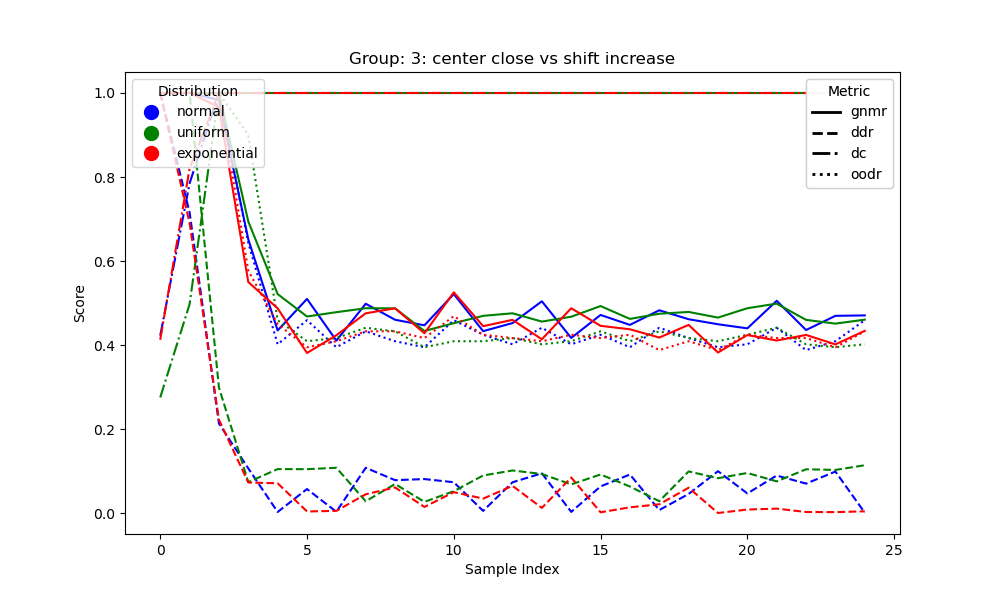 Group: 3: center close vs shift increase
Distribution
normal
uniform
exponential
Metric
gnmr
ddr
dc
oodr
1.0
0.8
0.6
0.4
0.2
0.0
Score
0
5
10
15
20
25
Sample Index